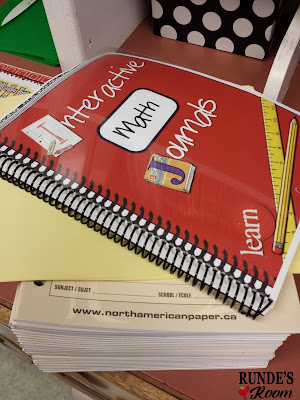 Interactive
Math
Journals
learn
SUBJECT / SUJET
SCHOOL / ÉCOLE
www.northamericanpaper.ca
RUNDE'S
Room